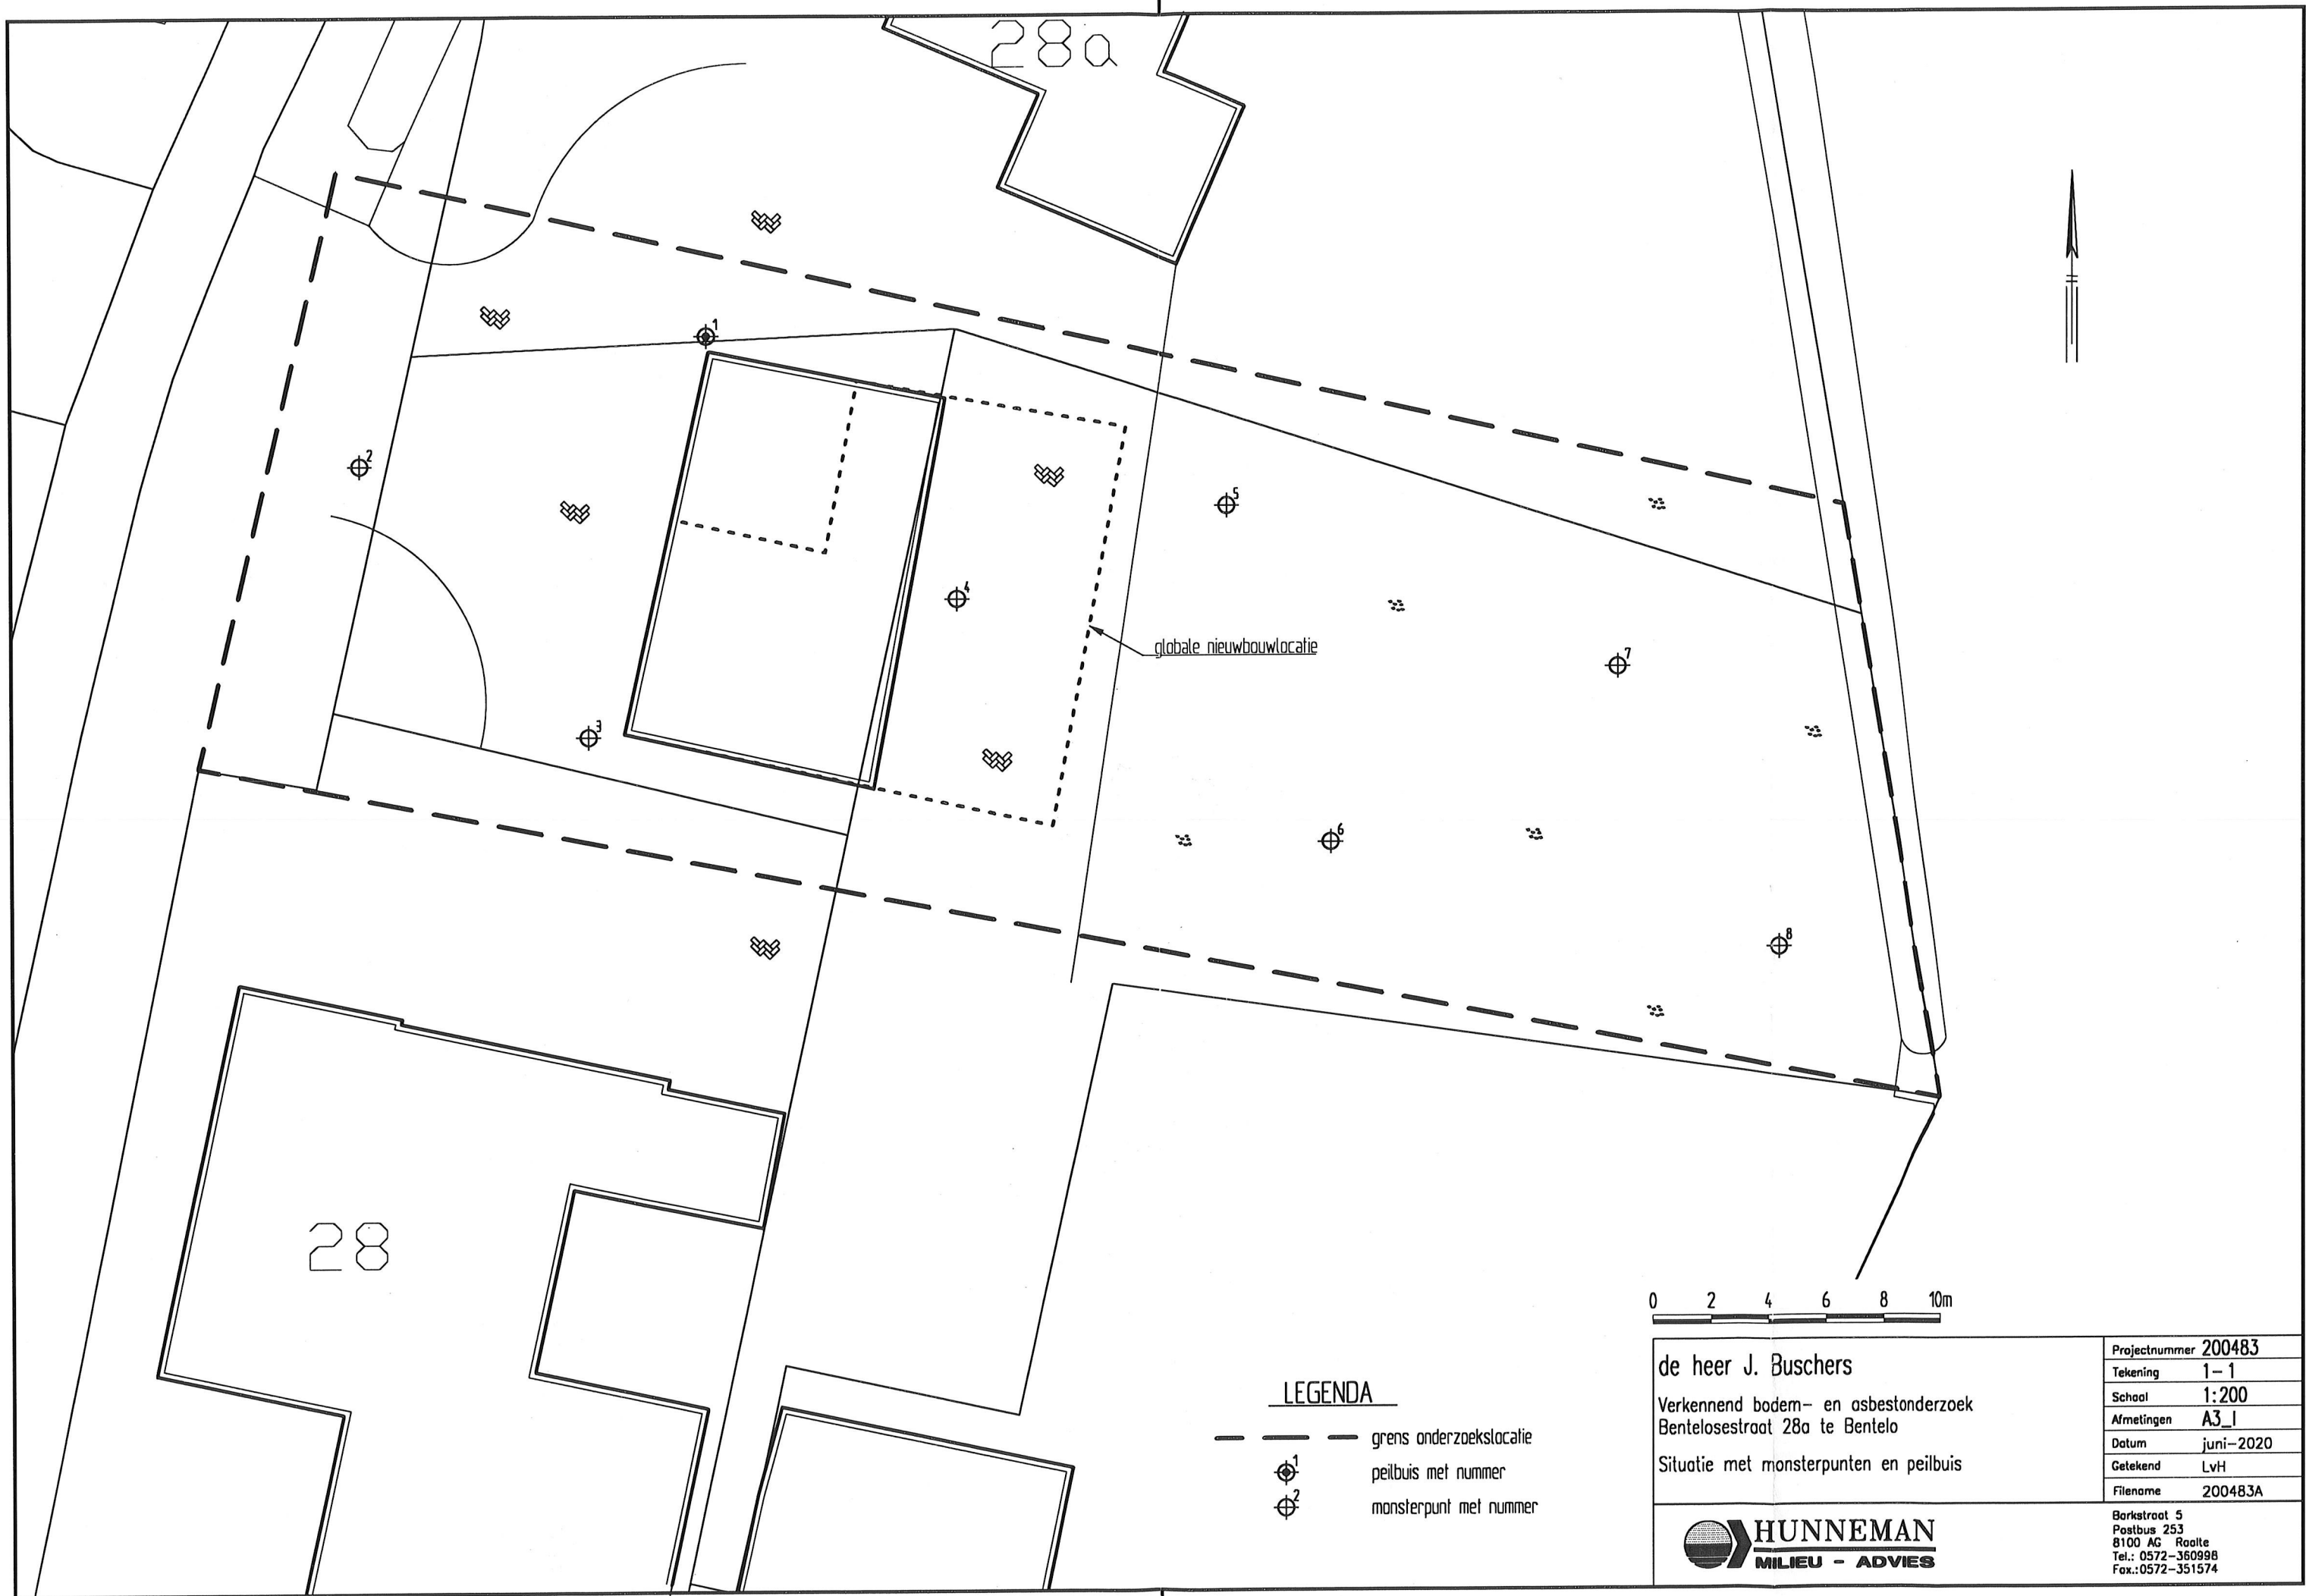 28a
1
2
5
4
globale nieuwbouwlocatie
7
3
6
8
28
0 2 4 6 8 10m
LEGENDA
grens onderzoekslocatie
1 peilbuis met nummer
2 monsterpunt met nummer
de heer J. Buschers
Verkennend bodem- en asbestonderzoek
Bentelosestraat 28a te Bentelo
Situatie met monsterpunten en peilbuis
Projectnummer 200483
Tekening 1-1
Schaal 1:200
Afmetingen A3_l
Datum juni-2020
Getekend LvH
Filename 200483A
HUNNEMAN
MILIEU - ADVIES
Barkstraat 5
Postbus 253
8100 AG Raalte
Tel.: 0572-360998
Fax.:0572-351574